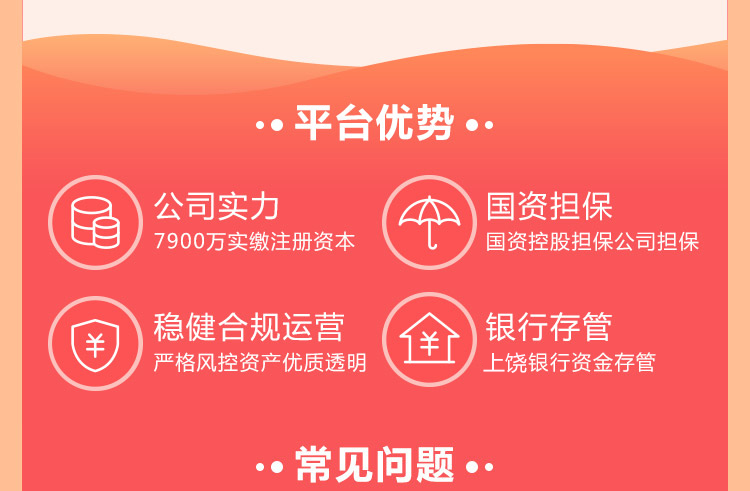 平台优势
公司实力
7900万实缴注册资本
国资担保
国资控股担保公司担保
稳健合规运营
严格风控资产优质透明
银行存管
上饶银行资金存管
常见问题